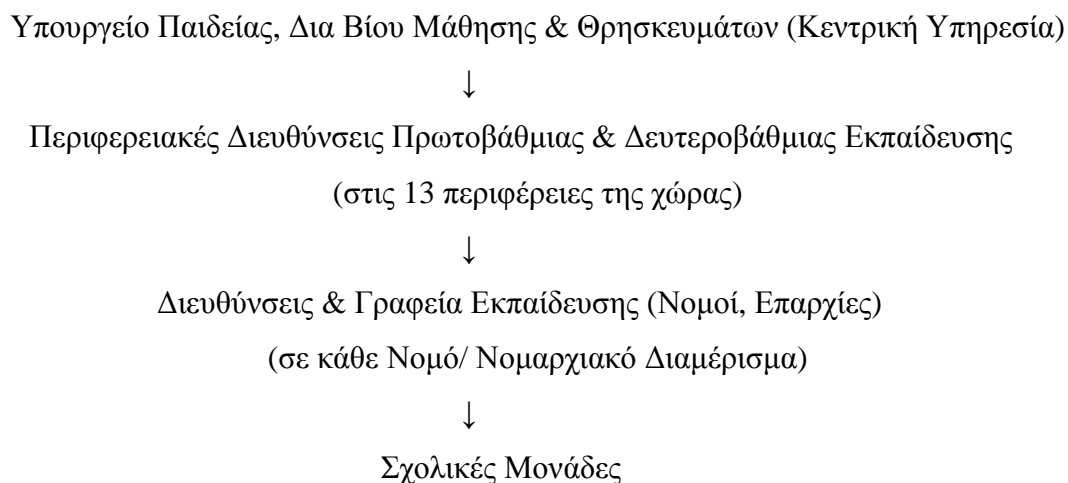 Υπουργείο Παιδείας, Δια Βίου Μάθησης & Θρησκευμάτων (Κεντρική Υπηρεσία)
↓
Περιφερειακές Διευθύνσεις Πρωτοβάθμιας & Δευτεροβάθμιας Εκπαίδευσης
(στις 13 περιφέρειες της χώρας)
↓
Διευθύνσεις & Γραφεία Εκπαίδευσης (Νομοί, Επαρχίες)
(σε κάθε Νομό/ Νομαρχιακό Διαμέρισμα)
↓
Σχολικές Μονάδες